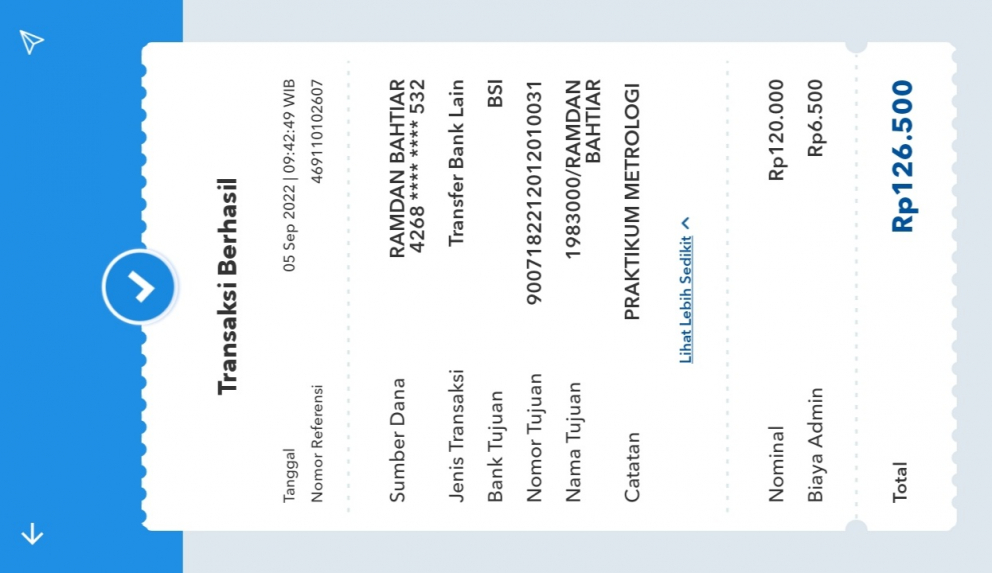 Transaksi Berhasil
Tanggal 05 Sep 2022 | 09:42:49 WIB
Nomor Referensi 469110102607
Sumber Dana RAMDAN BAHTIAR
4268 **** **** 532
Jenis Transaksi Transfer Bank Lain
Bank Tujuan BSI
Nomor Tujuan 9007182212012010031
Nama Tujuan 1983000/RAMDAN
BAHTIAR
Catatan PRAKTIKUM METROLOGI
Lihat Lebih Sedikit
Nominal Rp120.000
Biaya Admin Rp6.500
Total Rp126.500